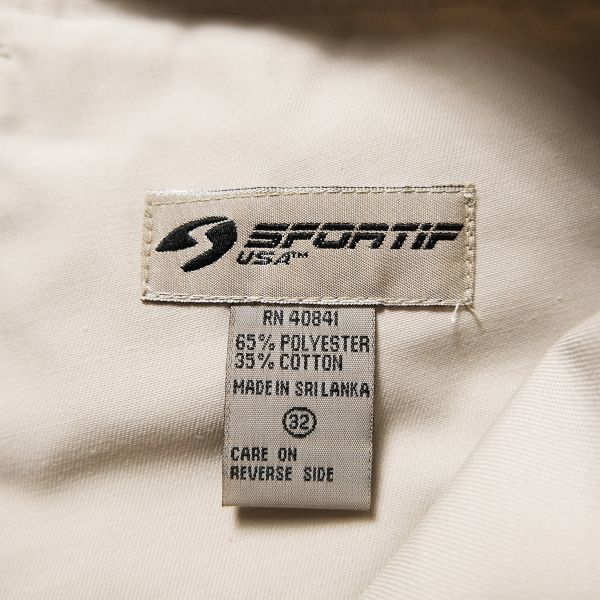 SPORTIF
USA™
RN 40841
65% POLYESTER
35% COTTON
MADE IN SRI LANKA
32
CARE ON
REVERSE SIDE